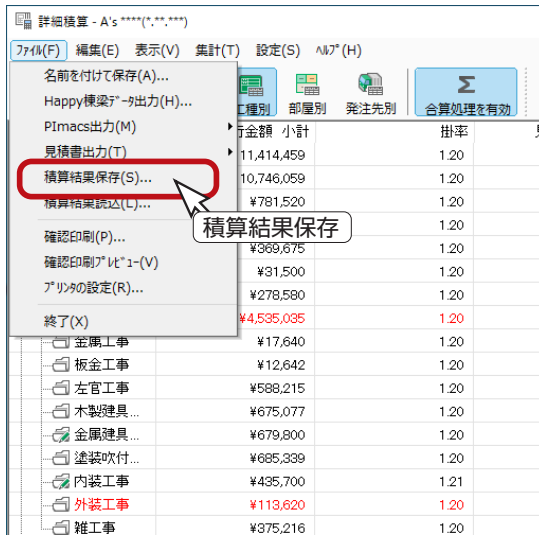 詳細積算 - A's ****(*.**.***)
ファイル(F) 編集(E) 表示(V) 集計(T) 設定(S) ヘルプ(H)
名前を付けて保存(A)...
Happy棟梁データ出力(H)...
PImacs出力(M)
見積書出力(T)
積算結果保存(S)...
積算結果読込(L)...
確認印刷(P)...
確認印刷プレビュー(V)
プリンタの設定(R)...
終了(X)
積算結果保存
工種別 部屋別 発注先別 合算処理を有効
行金額 小計 掛率
11,414,459 1.20
10,746,059 1.20
¥781,520 1.20
1.20
¥369,675 1.20
¥31,500 1.20
¥278,580 1.20
¥4,535,035 1.20
金属工事 ¥17,640 1.20
板金工事 ¥12,642 1.20
左官工事 ¥588,215 1.20
木製建具... ¥675,077 1.20
金属建具... ¥679,800 1.20
塗装吹付... ¥685,339 1.20
内装工事 ¥435,700 1.21
外装工事 ¥113,620 1.20
雑工事 ¥375,216 1.20